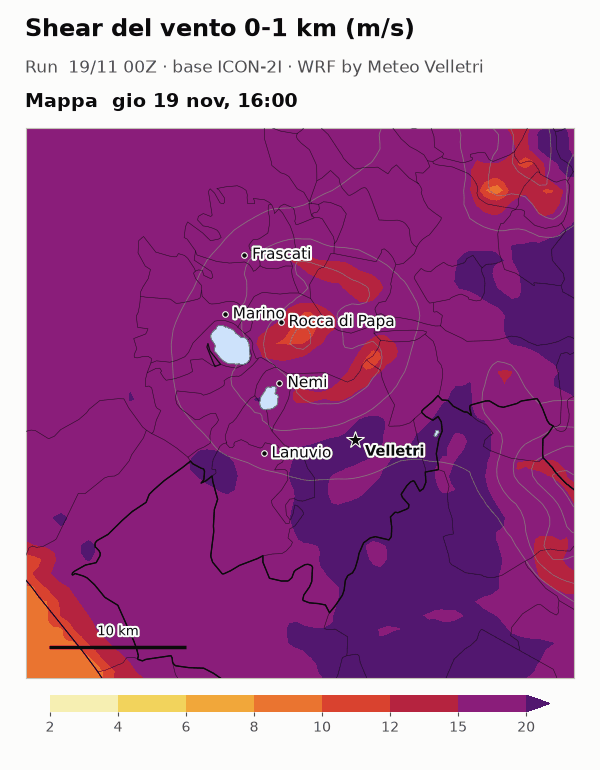 Shear del vento 0-1 km (m/s)
Run  19/11 00Z · base ICON-2I · WRF by Meteo Velletri
Mappa  gio 19 nov, 16:00
Frascati
Marino
Rocca di Papa
Nemi
Velletri
Lanuvio
10 km
2 4 6 8 10 12 15 20